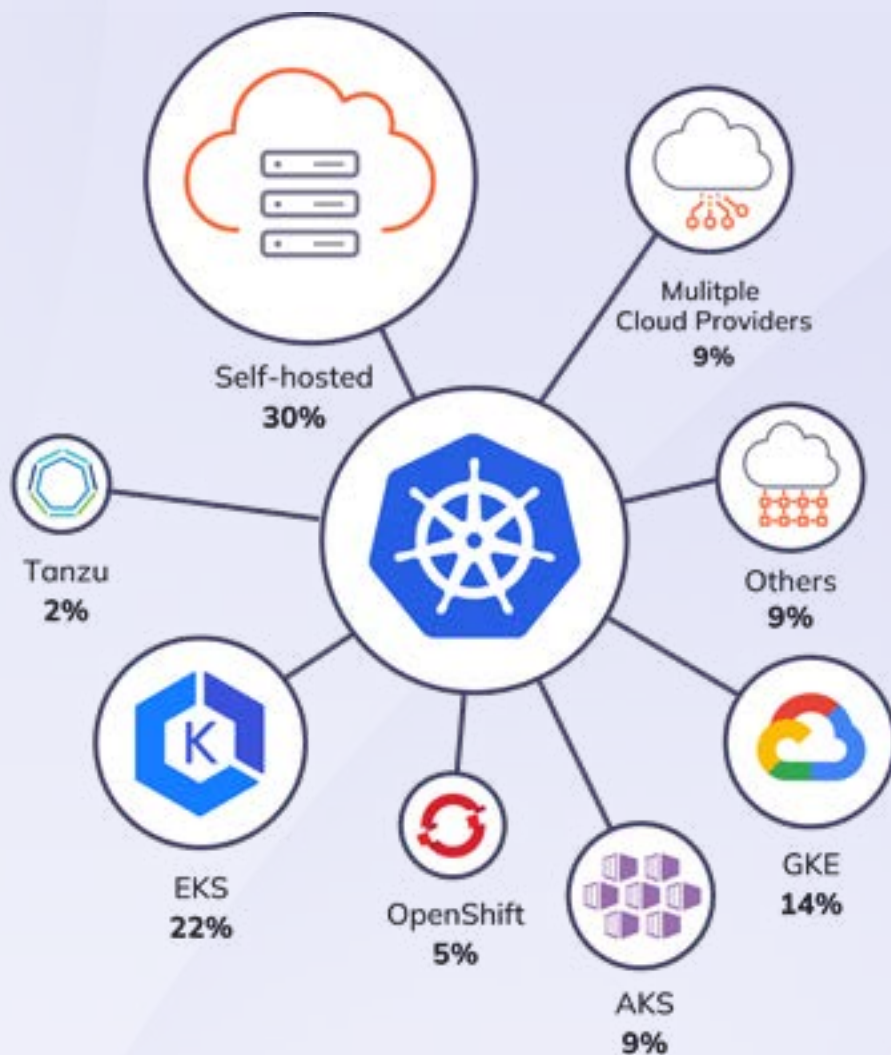 Self-hosted
30%
Mulitple
Cloud Providers
9%
Tanzu
2%
Others
9%
EKS
22%
K
OpenShift
5%
AKS
9%
GKE
14%